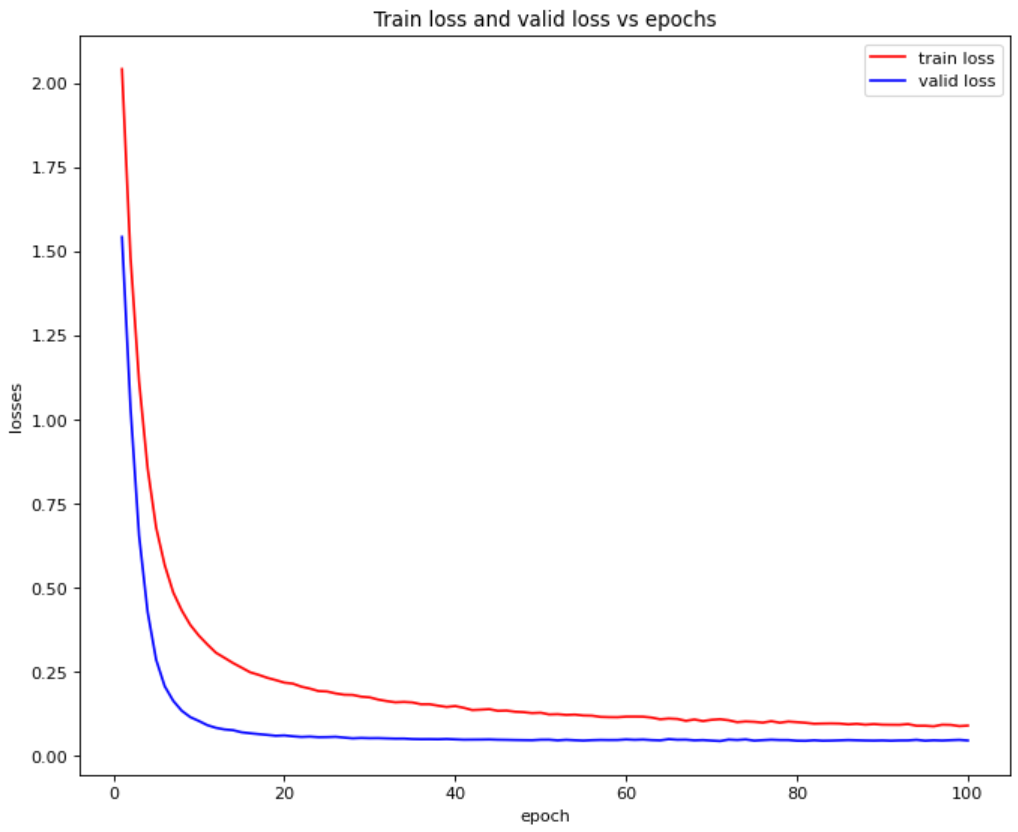 Train loss and valid loss vs epochs
train loss
valid loss
2.00
1.75
1.50
1.25
1.00
0.75
0.50
0.25
0.00
losses
0 20 40 60 80 100
epoch